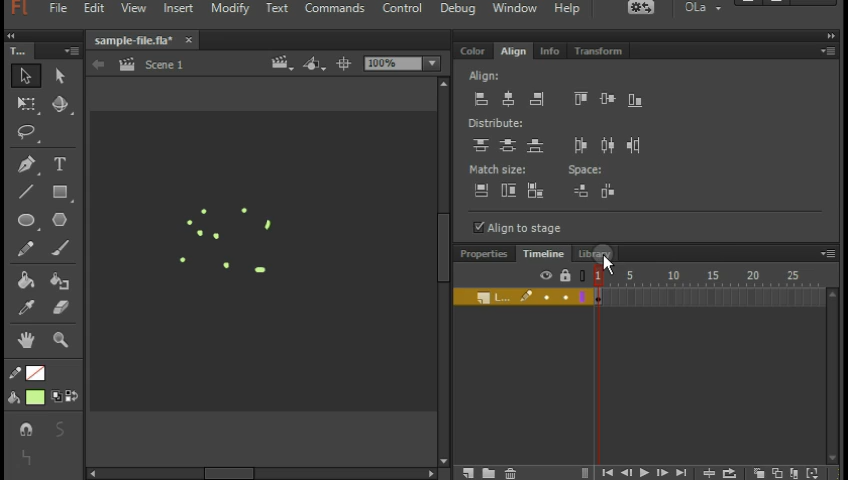 Fl File Edit View Insert Modify Text Commands Control Debug Window Help OLa
T...
sample-file.fla* ×
Color Align Info Transform
Scene 1
100%
Align:
Distribute:
Match size: Space:
Align to stage
Properties Timeline Library
1 5 10 15 20 25
L...